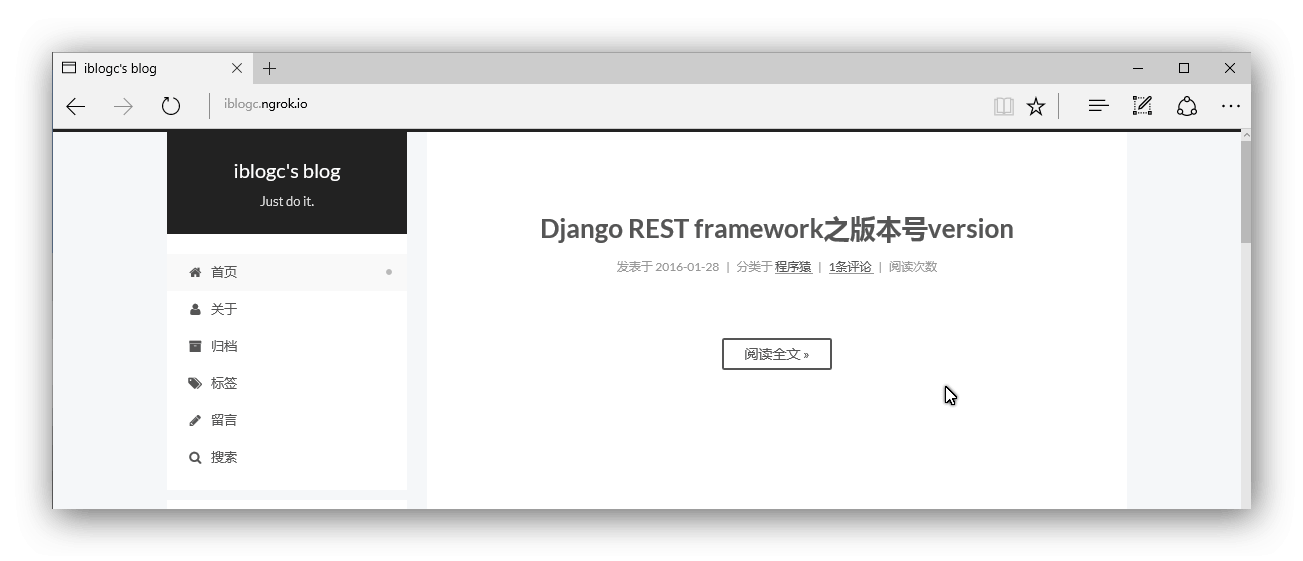 iblogc's blog
iblogc.ngrok.io
iblogc's blog
Just do it.
首页
关于
归档
标签
留言
搜索
Django REST framework之版本号version
发表于 2016-01-28 | 分类于 程序猿 | 1条评论 | 阅读次数
阅读全文 »